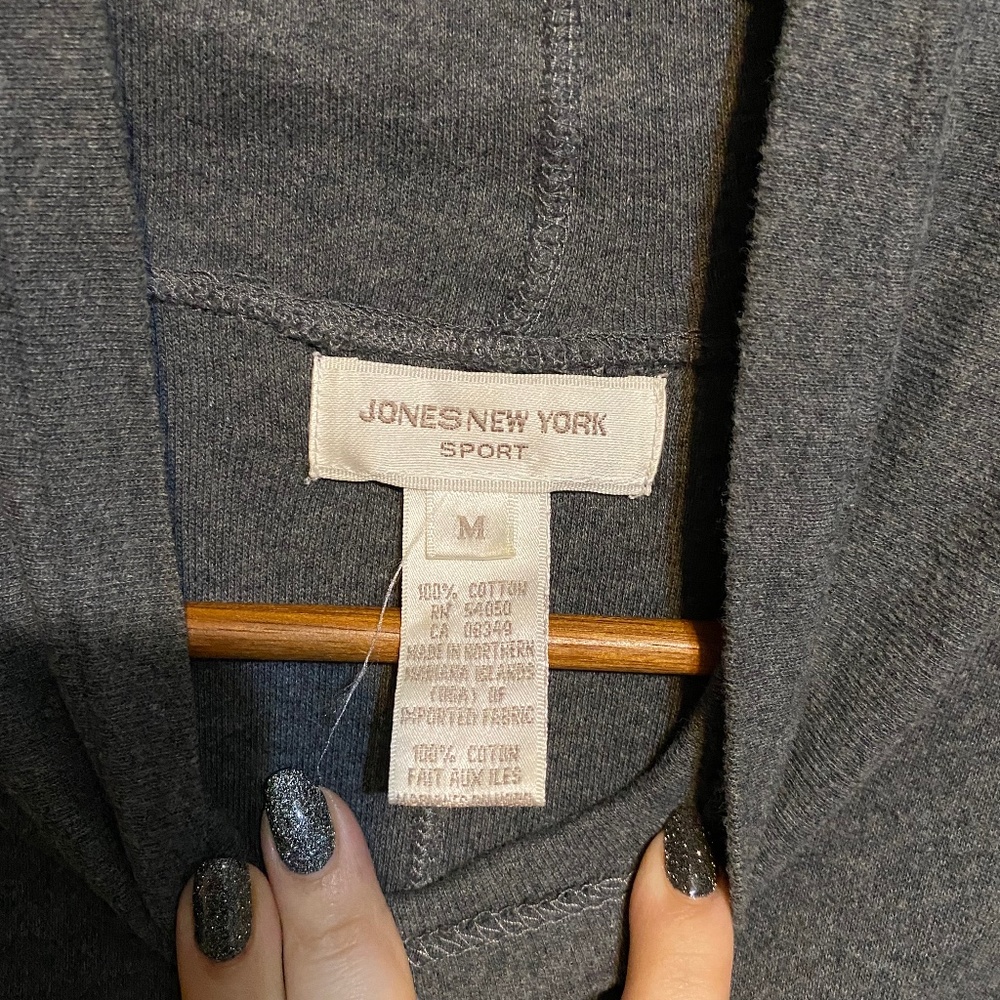 JONES NEW YORK
SPORT
M
100% COTTON
RN 54050
CA 08349
MADE IN NORTHERN
MARIANA ISLANDS
(USA) OF
IMPORTED FABRIC
100% COTON
FAIT AUX ILES